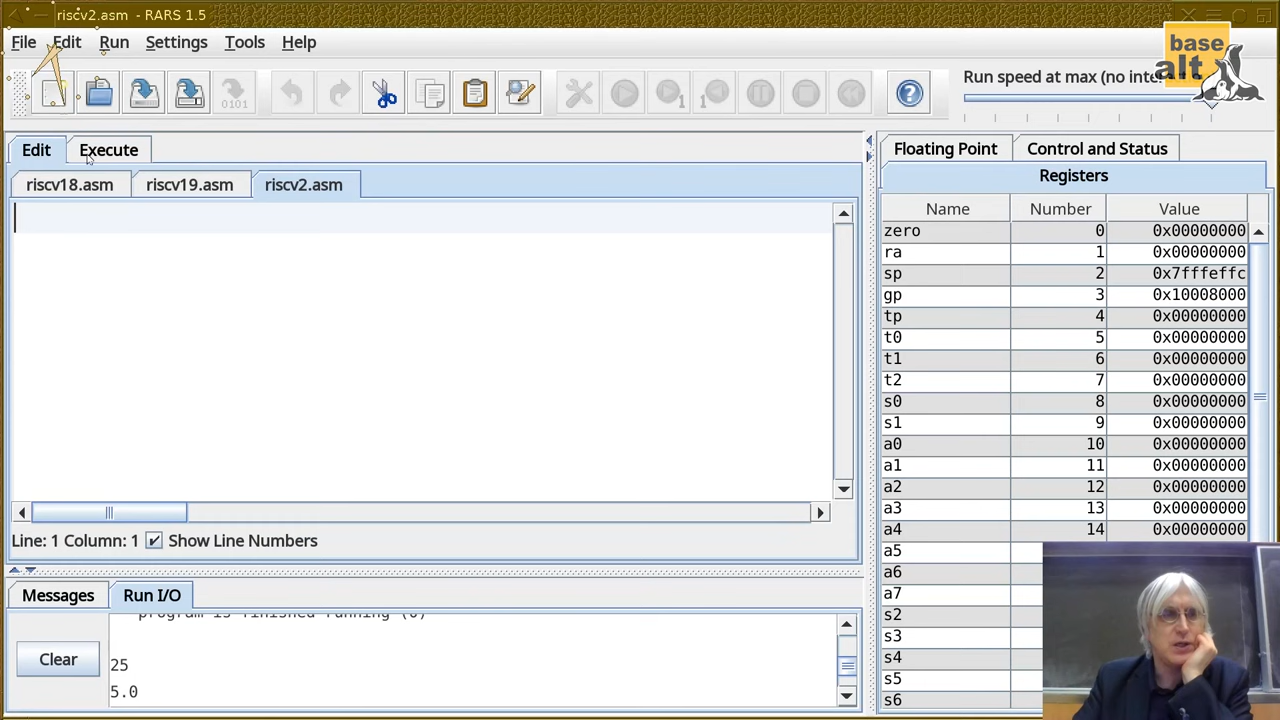 riscv2.asm - RARS 1.5
File Edit Run Settings Tools Help
base
alt
Run speed at max (no inte
Edit Execute
riscv18.asm riscv19.asm riscv2.asm
Line: 1 Column: 1 Show Line Numbers
Messages Run I/O
program is finished running (0)
Clear
25
5.0
Floating Point Control and Status
Registers
Name Number Value
zero 0 0x00000000
ra 1 0x00000000
sp 2 0x7fffeffc
gp 3 0x10008000
tp 4 0x00000000
t0 5 0x00000000
t1 6 0x00000000
t2 7 0x00000000
s0 8 0x00000000
s1 9 0x00000000
a0 10 0x00000000
a1 11 0x00000000
a2 12 0x00000000
a3 13 0x00000000
a4 14 0x00000000
a5
a6
a7
s2
s3
s4
s5
s6